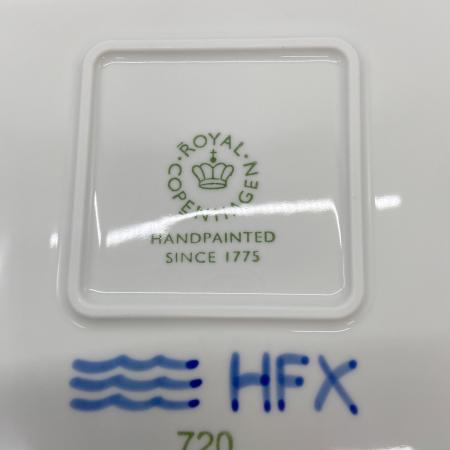 ROYAL
COPENHAGEN
HANDPAINTED
SINCE 1775
HFX
720